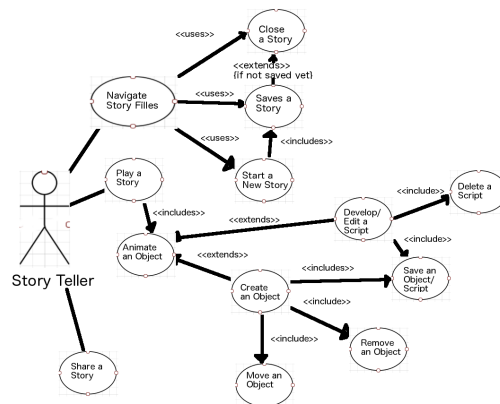 Close
a Story
<<uses>>
<<extends>>
{if not saved yet}
Navigate
Story Filles
<<uses>>
Saves a
Story
<<uses>>
<<includes>>
Play a
Story
Start a
New Story
Delete a
Script
<<include>>
<<includes>>
<<extends>>
Develop/
Edit a
Script
Animate
an Object
<<include>>
<<extends>>
<<includes>>
Save an
Object/
Script
Story Teller
Create
an Object
<<include>>
<<include>>
Remove
an Object
Share a
Story
Move an
Object